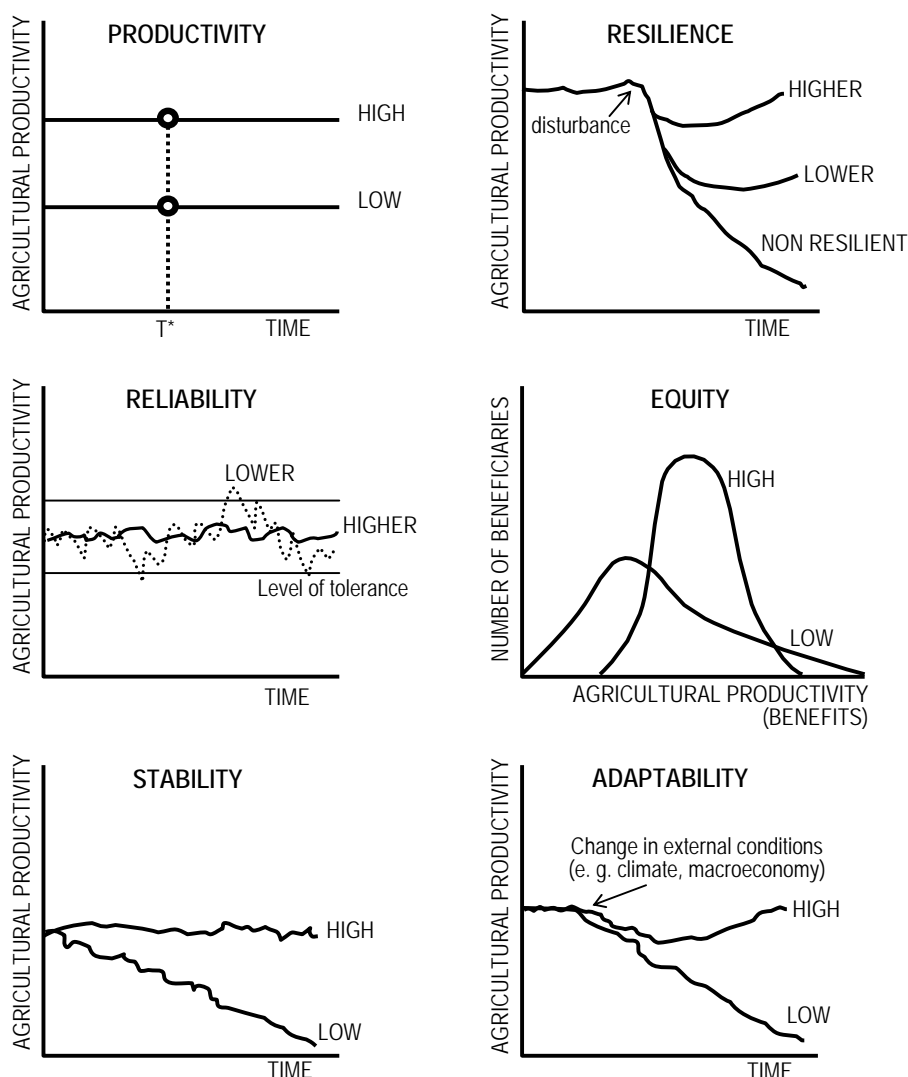 PRODUCTIVITY
AGRICULTURAL PRODUCTIVITY
HIGH
LOW
T*
TIME
RESILIENCE
AGRICULTURAL PRODUCTIVITY
HIGHER
disturbance
LOWER
NON RESILIENT
TIME
RELIABILITY
AGRICULTURAL PRODUCTIVITY
LOWER
HIGHER
Level of tolerance
TIME
EQUITY
NUMBER OF BENEFICIARIES
HIGH
LOW
AGRICULTURAL PRODUCTIVITY
(BENEFITS)
STABILITY
AGRICULTURAL PRODUCTIVITY
HIGH
LOW
TIME
ADAPTABILITY
AGRICULTURAL PRODUCTIVITY
Change in external conditions
(e. g. climate, macroeconomy)
HIGH
LOW
TIME